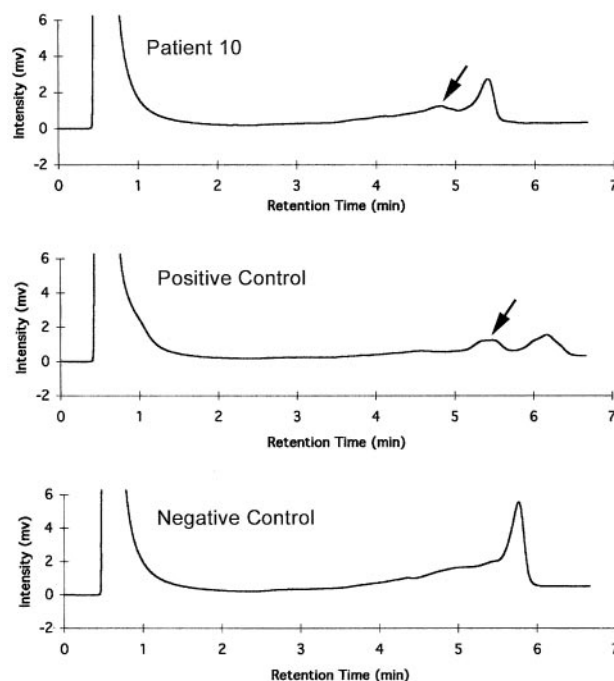 Patient 10
Intensity (mv)
6
4
2
0
-2
0 1 2 3 4 5 6 7
Retention Time (min)
Positive Control
Intensity (mv)
6
4
2
0
-2
0 1 2 3 4 5 6 7
Retention Time (min)
Negative Control
Intensity (mv)
6
4
2
0
-2
0 1 2 3 4 5 6 7
Retention Time (min)